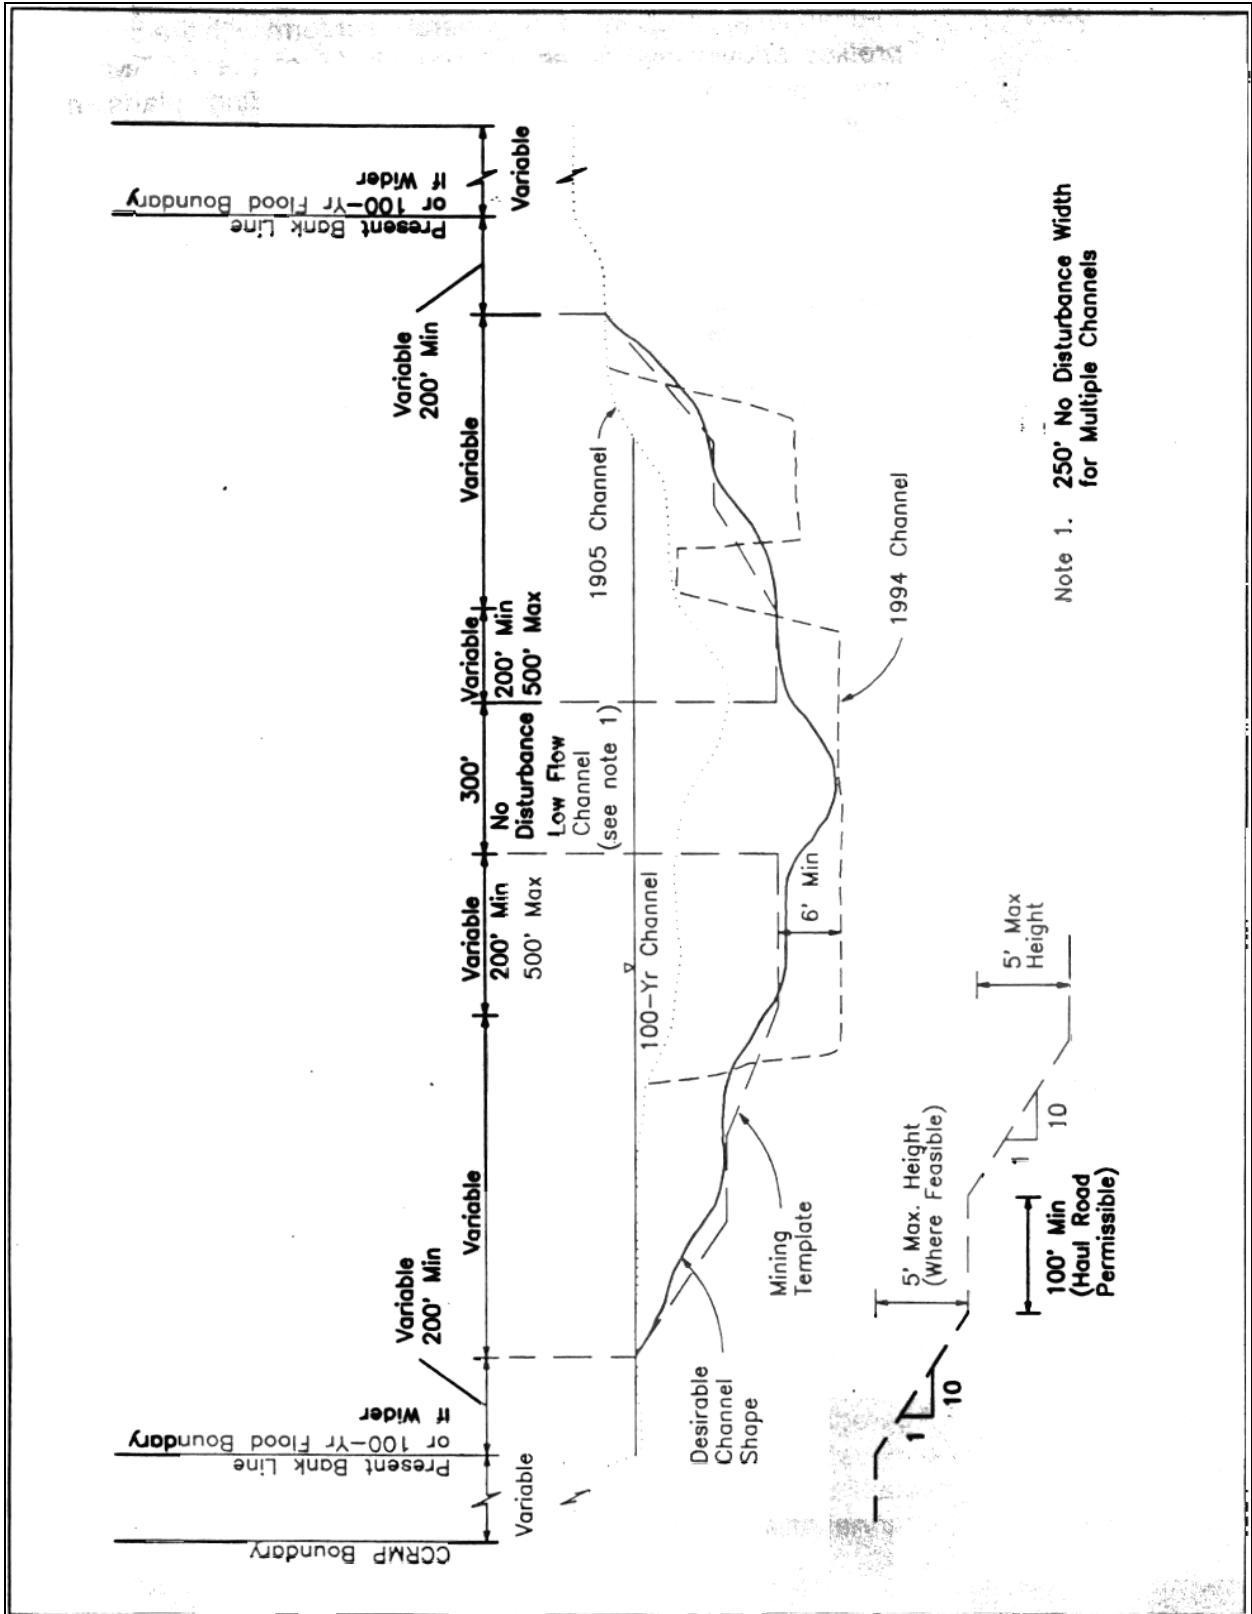 CCRMP Boundary
Present Bank Line
or 100-Yr Flood Boundary
If Wider
Present Bank Line
or 100-Yr Flood Boundary
If Wider
Variable
200' Min
Variable
200' Min
Variable
Variable
Variable
300'
Variable
Variable
Variable
200' Min
500' Max
No
Disturbance
Low Flow
Channel
(see note 1)
200' Min
500' Max
100-Yr Channel
1905 Channel
6' Min
1994 Channel
Desirable
Channel
Shape
Mining
Template
5' Max. Height
(Where Feasible)
5' Max
Height
1
10
1
10
100' Min
(Haul Road
Permissible)
Note 1. 250' No Disturbance Width
for Multiple Channels